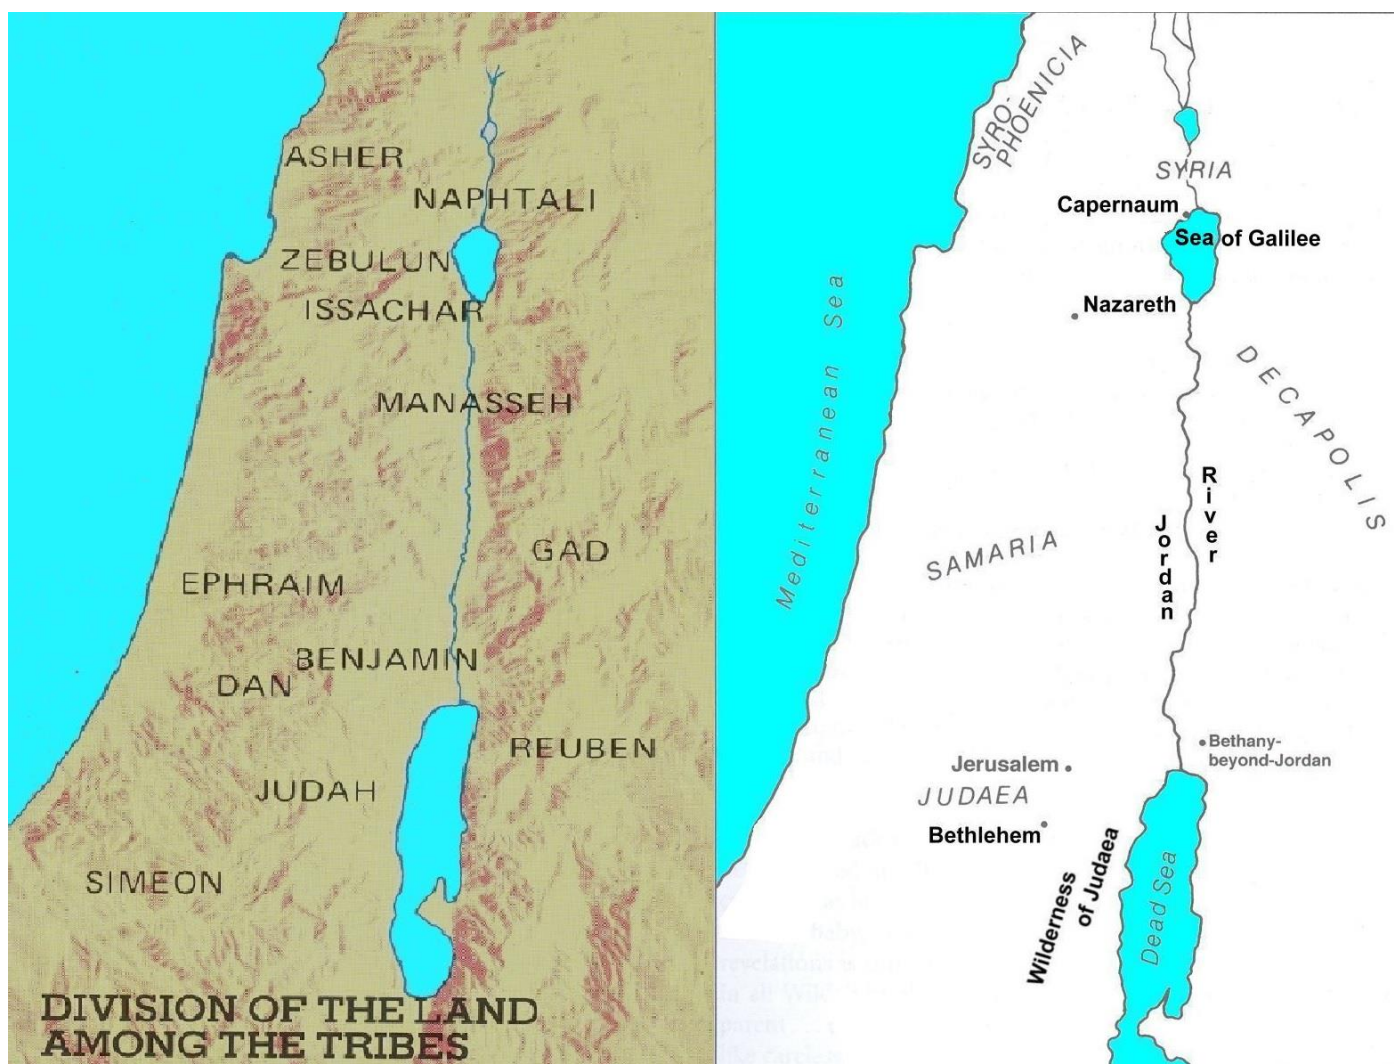 ASHER
NAPHTALI
ZEBULUN
ISSACHAR
MANASSEH
GAD
EPHRAIM
BENJAMIN
DAN
REUBEN
JUDAH
SIMEON
DIVISION OF THE LAND
AMONG THE TRIBES
SYRO-
PHOENICIA
SYRIA
Capernaum
Sea of Galilee
Nazareth
Mediterranean Sea
DECAPOLIS
River
Jordan
SAMARIA
Bethany-
beyond-Jordan
Jerusalem
JUDAEA
Bethlehem
Wilderness
of Judaea
Dead Sea